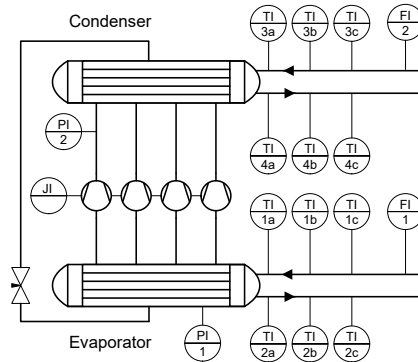 Condenser
TI
3a
TI
3b
TI
3c
FI
2
PI
2
TI
4a
TI
4b
TI
4c
JI
TI
1a
TI
1b
TI
1c
FI
1
Evaporator
PI
1
TI
2a
TI
2b
TI
2c